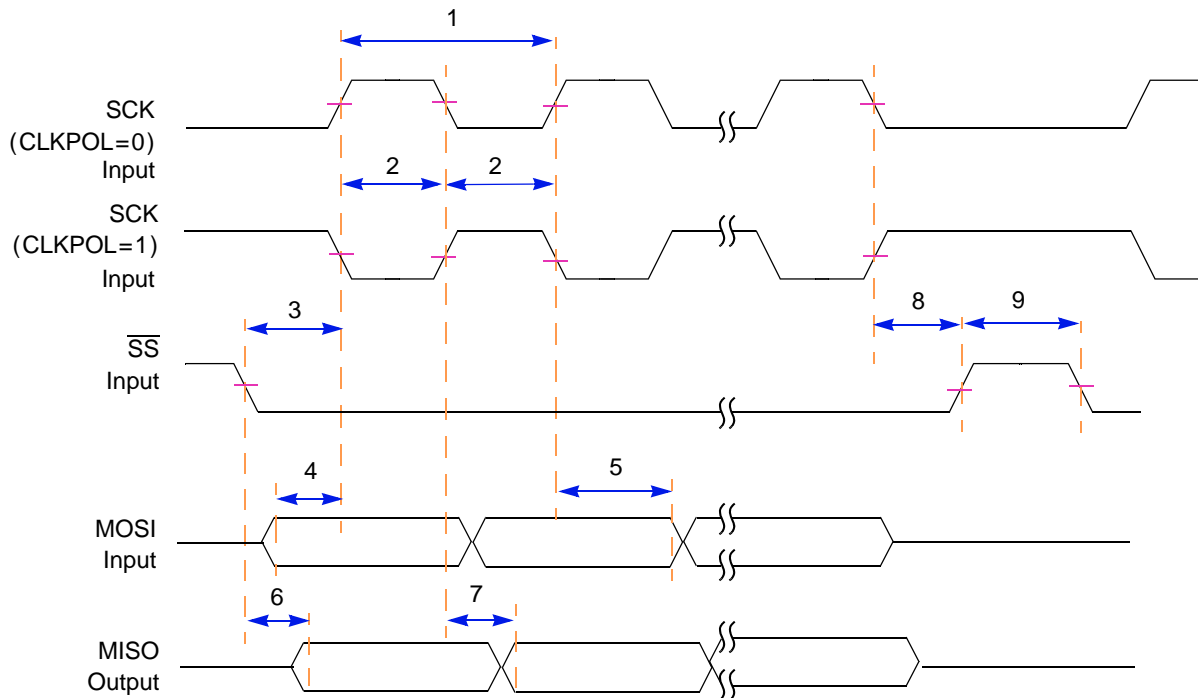 1
SCK
(CLKPOL=0)
Input
2 2
SCK
(CLKPOL=1)
Input
3
8 9
SS
Input
4
5
MOSI
Input
6
7
MISO
Output